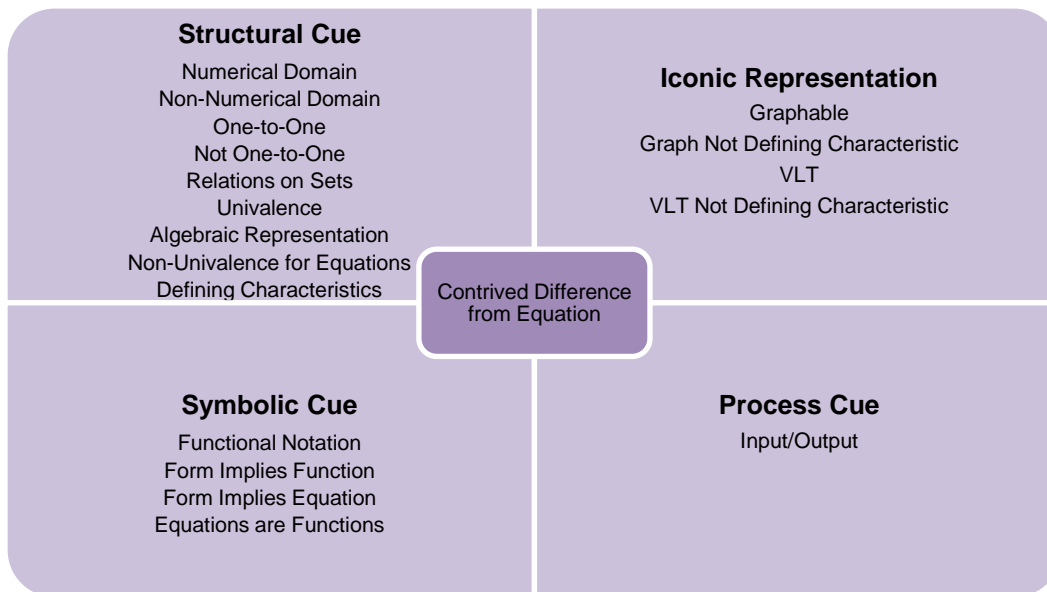 Structural Cue
Numerical Domain
Non-Numerical Domain
One-to-One
Not One-to-One
Relations on Sets
Univalence
Algebraic Representation
Non-Univalence for Equations
Defining Characteristics
Iconic Representation
Graphable
Graph Not Defining Characteristic
VLT
VLT Not Defining Characteristic
Contrived Difference
from Equation
Symbolic Cue
Functional Notation
Form Implies Function
Form Implies Equation
Equations are Functions
Process Cue
Input/Output